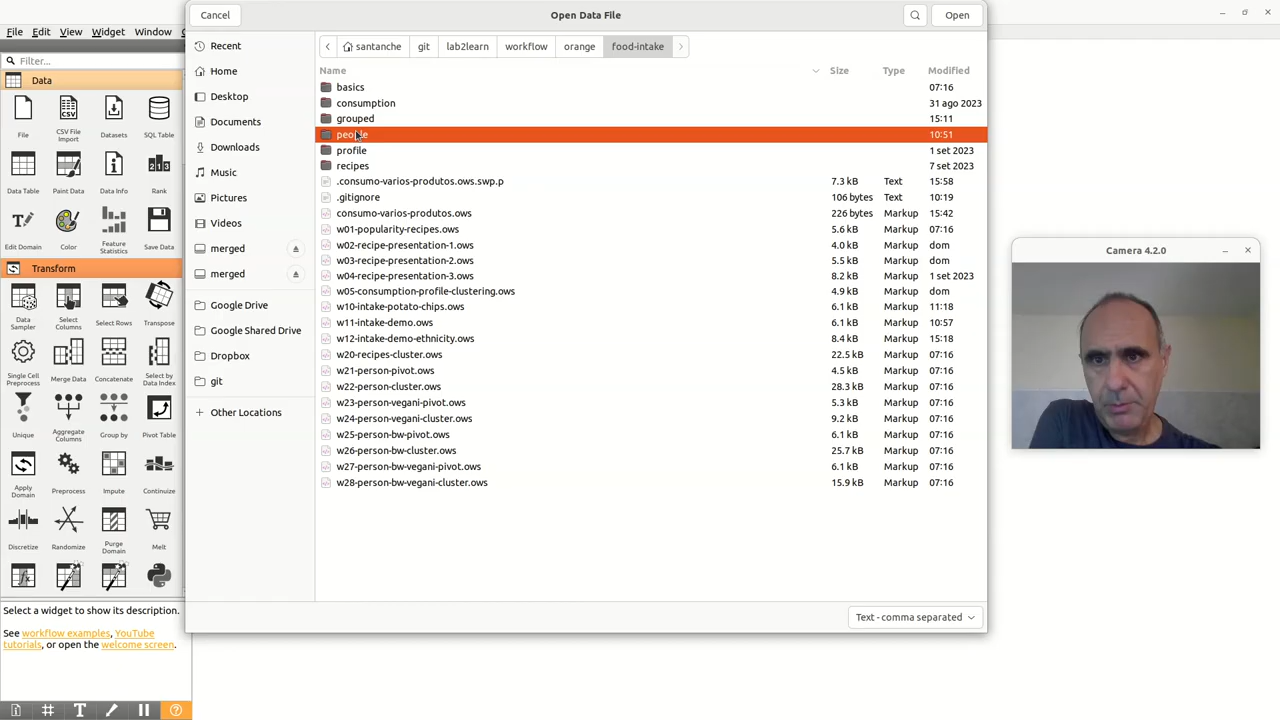 Cancel
Open Data File
Open
File Edit View Widget Window
Filter...
Data
File
CSV File Import
Datasets
SQL Table
Data Table
Paint Data
Data Info
Rank
Edit Domain
Color
Feature Statistics
Save Data
Transform
Data Sampler
Select Columns
Select Rows
Transpose
Single Cell Preprocess
Merge Data
Concatenate
Select by Data Index
Unique
Aggregate Columns
Group by
Pivot Table
Apply Domain
Preprocess
Impute
Continuize
Discretize
Randomize
Purge Domain
Melt
Select a widget to show its description.
See workflow examples, YouTube
tutorials, or open the welcome screen.
Recent
Home
Desktop
Documents
Downloads
Music
Pictures
Videos
merged
merged
Google Drive
Google Shared Drive
Dropbox
git
+ Other Locations
santanche git lab2learn workflow orange food-intake
Name Size Type Modified
basics 07:16
consumption 31 ago 2023
grouped 15:11
people 10:51
profile 1 set 2023
recipes 7 set 2023
.consumo-varios-produtos.ows.swp.p 7.3 kB Text 15:58
.gitignore 106 bytes Text 10:19
consumo-varios-produtos.ows 226 bytes Markup 15:42
w01-popularity-recipes.ows 5.6 kB Markup 07:16
w02-recipe-presentation-1.ows 4.0 kB Markup dom
w03-recipe-presentation-2.ows 5.5 kB Markup dom
w04-recipe-presentation-3.ows 8.2 kB Markup 1 set 2023
w05-consumption-profile-clustering.ows 4.9 kB Markup dom
w10-intake-potato-chips.ows 6.1 kB Markup 11:18
w11-intake-demo.ows 6.1 kB Markup 10:57
w12-intake-demo-ethnicity.ows 8.4 kB Markup 15:18
w20-recipes-cluster.ows 22.5 kB Markup 07:16
w21-person-pivot.ows 4.5 kB Markup 07:16
w22-person-cluster.ows 28.3 kB Markup 07:16
w23-person-vegani-pivot.ows 5.3 kB Markup 07:16
w24-person-vegani-cluster.ows 9.2 kB Markup 07:16
w25-person-bw-pivot.ows 6.1 kB Markup 07:16
w26-person-bw-cluster.ows 25.7 kB Markup 07:16
w27-person-bw-vegani-pivot.ows 6.1 kB Markup 07:16
w28-person-bw-vegani-cluster.ows 15.9 kB Markup 07:16
Text - comma separated
Camera 4.2.0